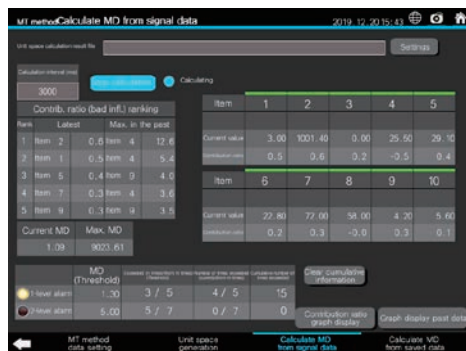 MT method Calculate MD from signal data 2019.12.20 15:43
Unit space calculation result file Settings
Calculation interval (ms)
3000 Calculating
Contrib. ratio (bad infl.) ranking
Rank Latest Max. in the past
1 Item 2 0.6 Item 4 12.6
2 Item 1 0.5 Item 4 5.4
3 Item 5 0.4 Item 9 4.0
4 Item 7 0.3 Item 4 3.6
5 Item 9 0.3 Item 9 3.5
Current MD Max. MD
1.09 9023.61
Item 1 2 3 4 5
Current value 3.00 1001.40 0.00 25.50 29.10
Contribution ratio 0.5 0.6 0.2 -0.5 0.4
Item 6 7 8 9 10
Current value 22.80 72.00 58.00 4.20 5.60
Contribution ratio 0.2 0.3 -0.0 0.3 0.1
MD
(Threshold)
1-level alarm 1.30 3 / 5 4 / 5 15
2-level alarm 5.00 5 / 7 0 / 7 0
Clear cumulative
information
Contribution ratio
graph display
Graph display past data
MT method
data setting
Unit space
generation
Calculate MD
from signal data
Calculate MD
from saved data